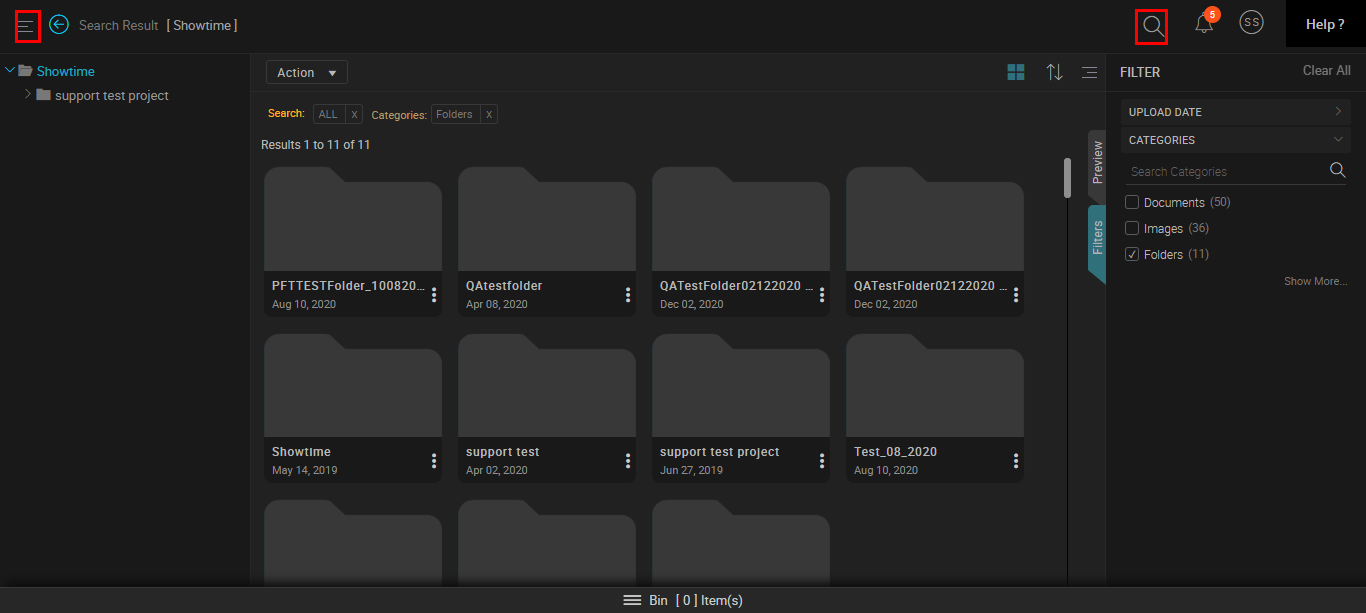 Search Result [ Showtime ]
5
SS
Help ?
Showtime
support test project
Action
Search: ALL X Categories: Folders X
Results 1 to 11 of 11
PFTTESTFolder_100820...
Aug 10, 2020
QAtestfolder
Apr 08, 2020
QATestFolder02122020 ...
Dec 02, 2020
QATestFolder02122020 ...
Dec 02, 2020
Showtime
May 14, 2019
support test
Apr 02, 2020
support test project
Jun 27, 2019
Test_08_2020
Aug 10, 2020
Preview
Filters
FILTER
Clear All
UPLOAD DATE
CATEGORIES
Search Categories
Documents (50)
Images (36)
Folders (11)
Show More...
Bin [ 0 ] Item(s)